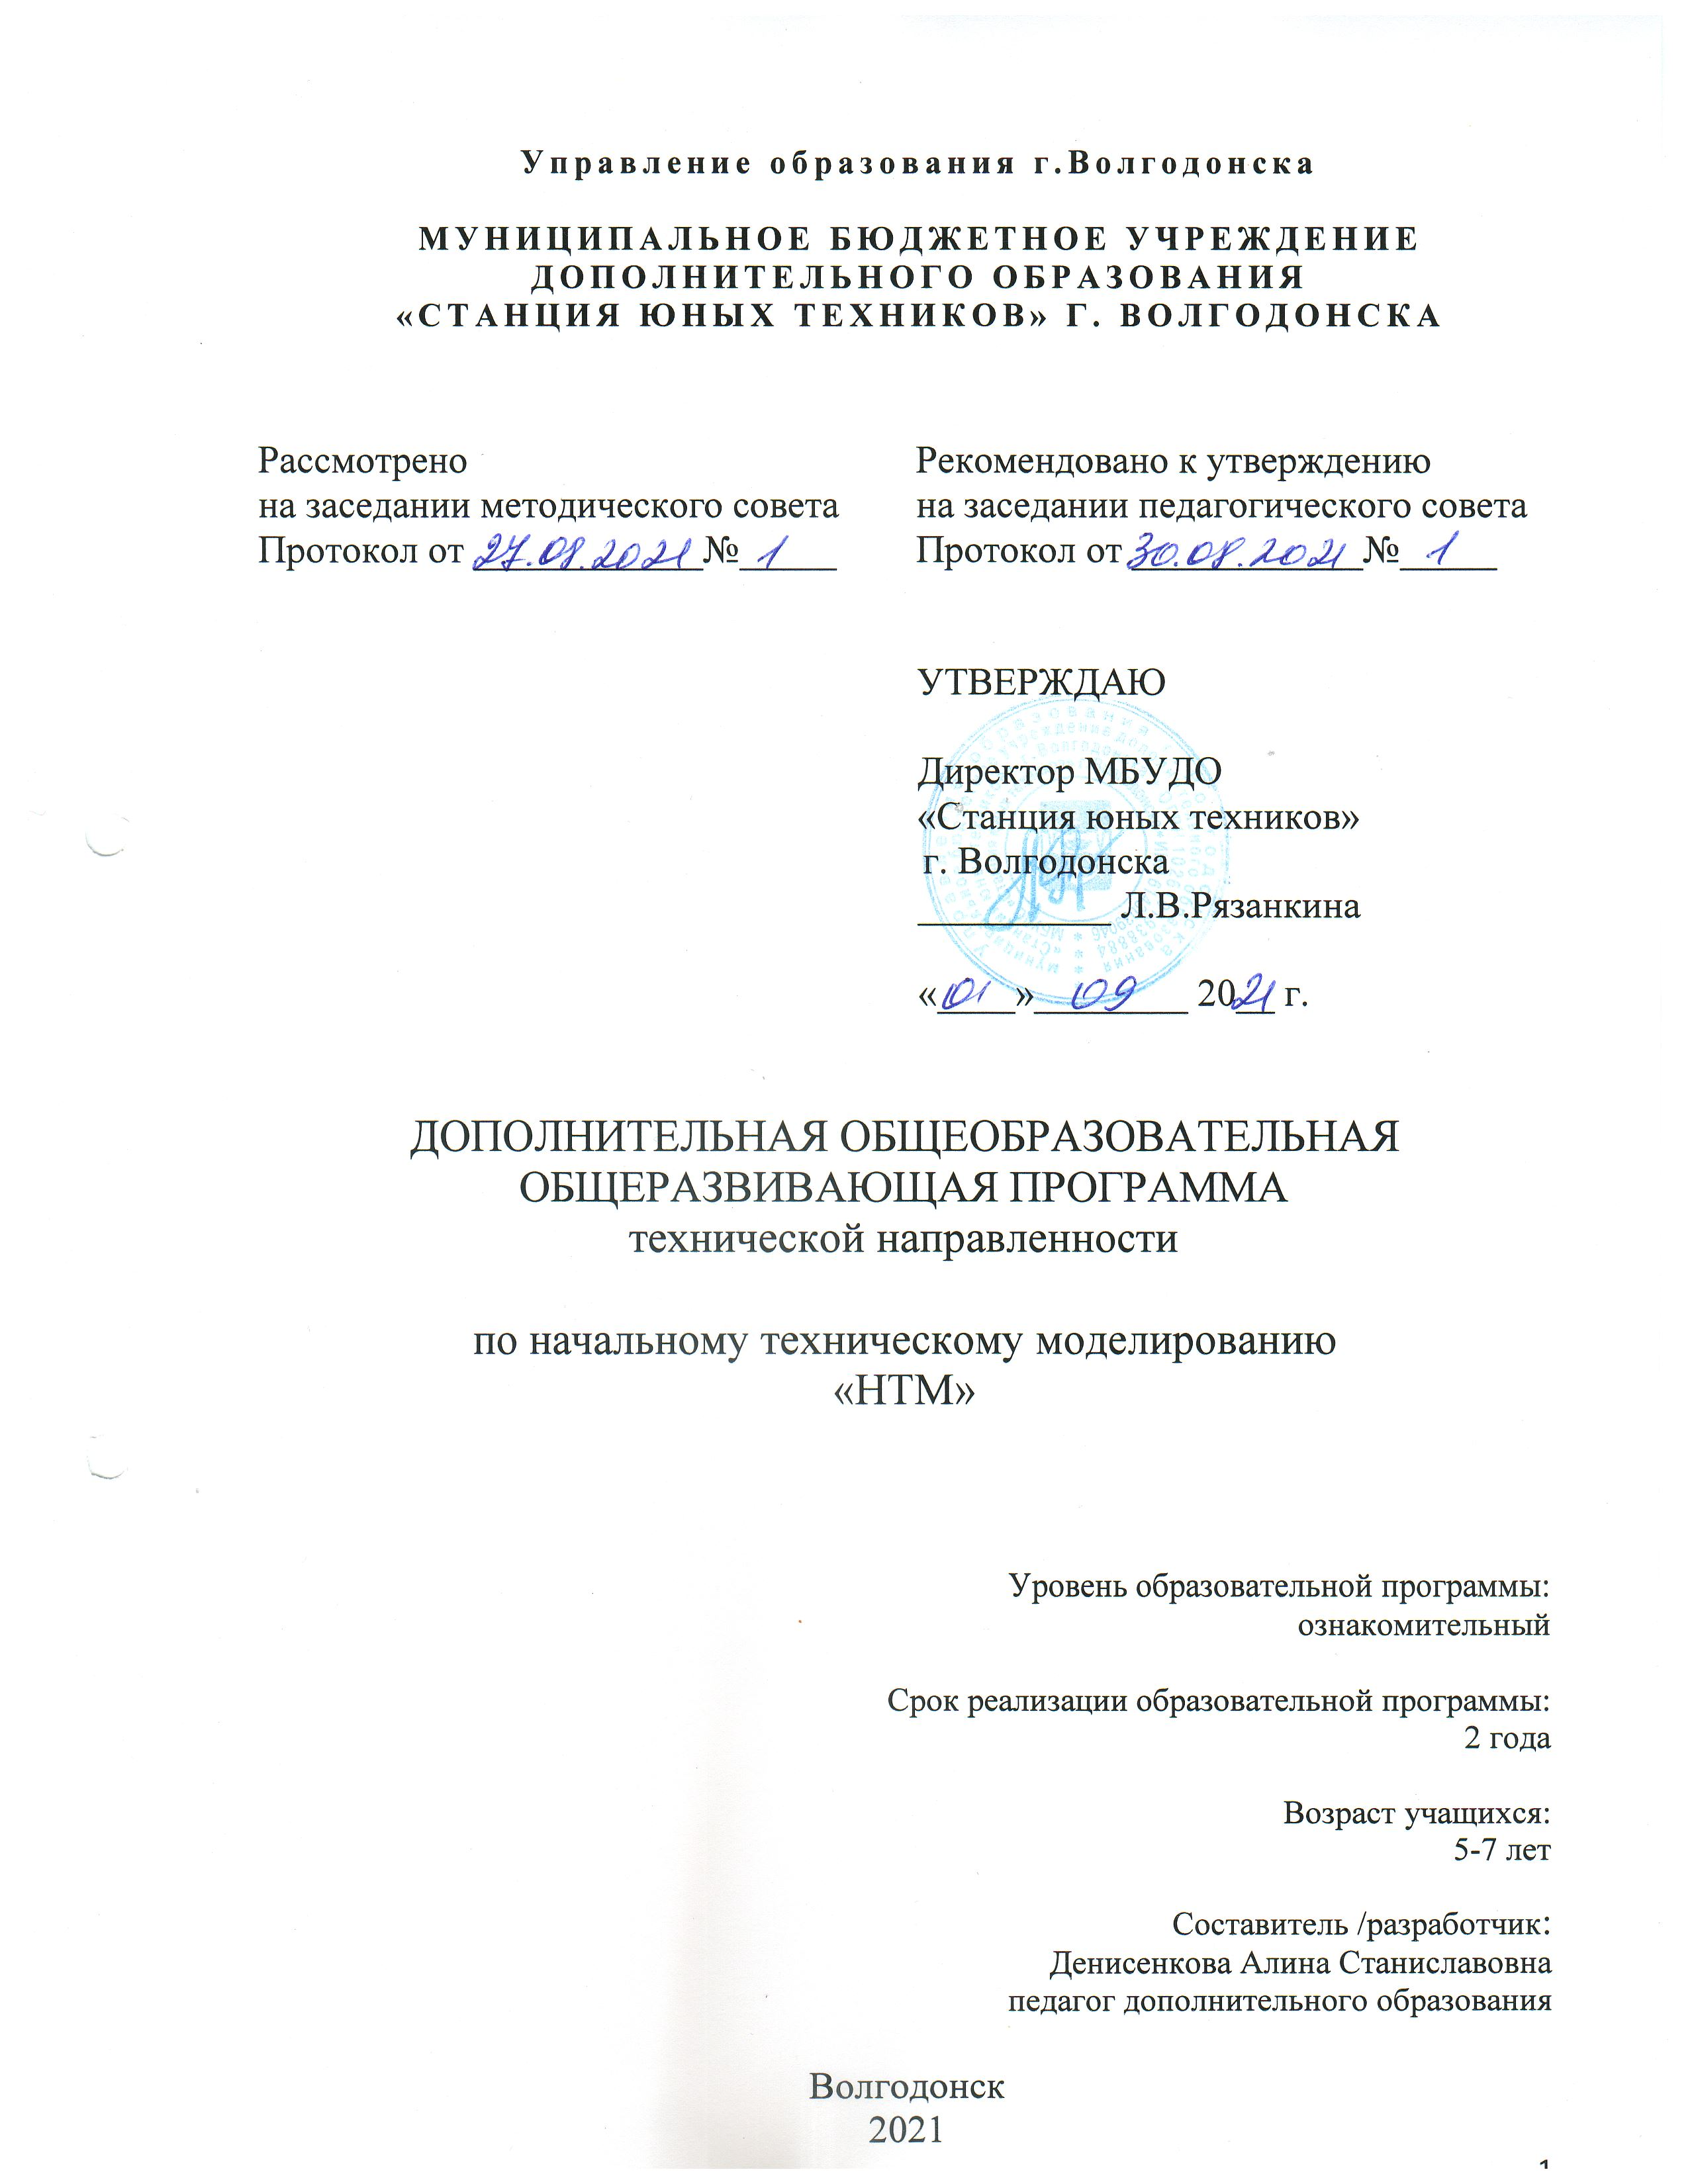 Управление образования г.Волгодонска
МУНИЦИПАЛЬНОЕ БЮДЖЕТНОЕ УЧРЕЖДЕНИЕ
ДОПОЛНИТЕЛЬНОГО ОБРАЗОВАНИЯ
«СТАНЦИЯ ЮНЫХ ТЕХНИКОВ» Г. ВОЛГОДОНСКА
Рассмотрено
на заседании методического совета
Протокол от 27.08.2021 № 1
Рекомендовано к утверждению
на заседании педагогического совета
Протокол от 30.08.2021 № 1
УТВЕРЖДАЮ
Директор МБУДО
«Станция юных техников»
г. Волгодонска
___________ Л.В.Рязанкина
«01» 09 2021 г.
ДОПОЛНИТЕЛЬНАЯ ОБЩЕОБРАЗОВАТЕЛЬНАЯ
ОБЩЕРАЗВИВАЮЩАЯ ПРОГРАММА
технической направленности
по начальному техническому моделированию
«НТМ»
Уровень образовательной программы:
ознакомительный
Срок реализации образовательной программы:
2 года
Возраст учащихся:
5-7 лет
Составитель /разработчик:
Денисенкова Алина Станиславовна
педагог дополнительного образования
Волгодонск
2021
1